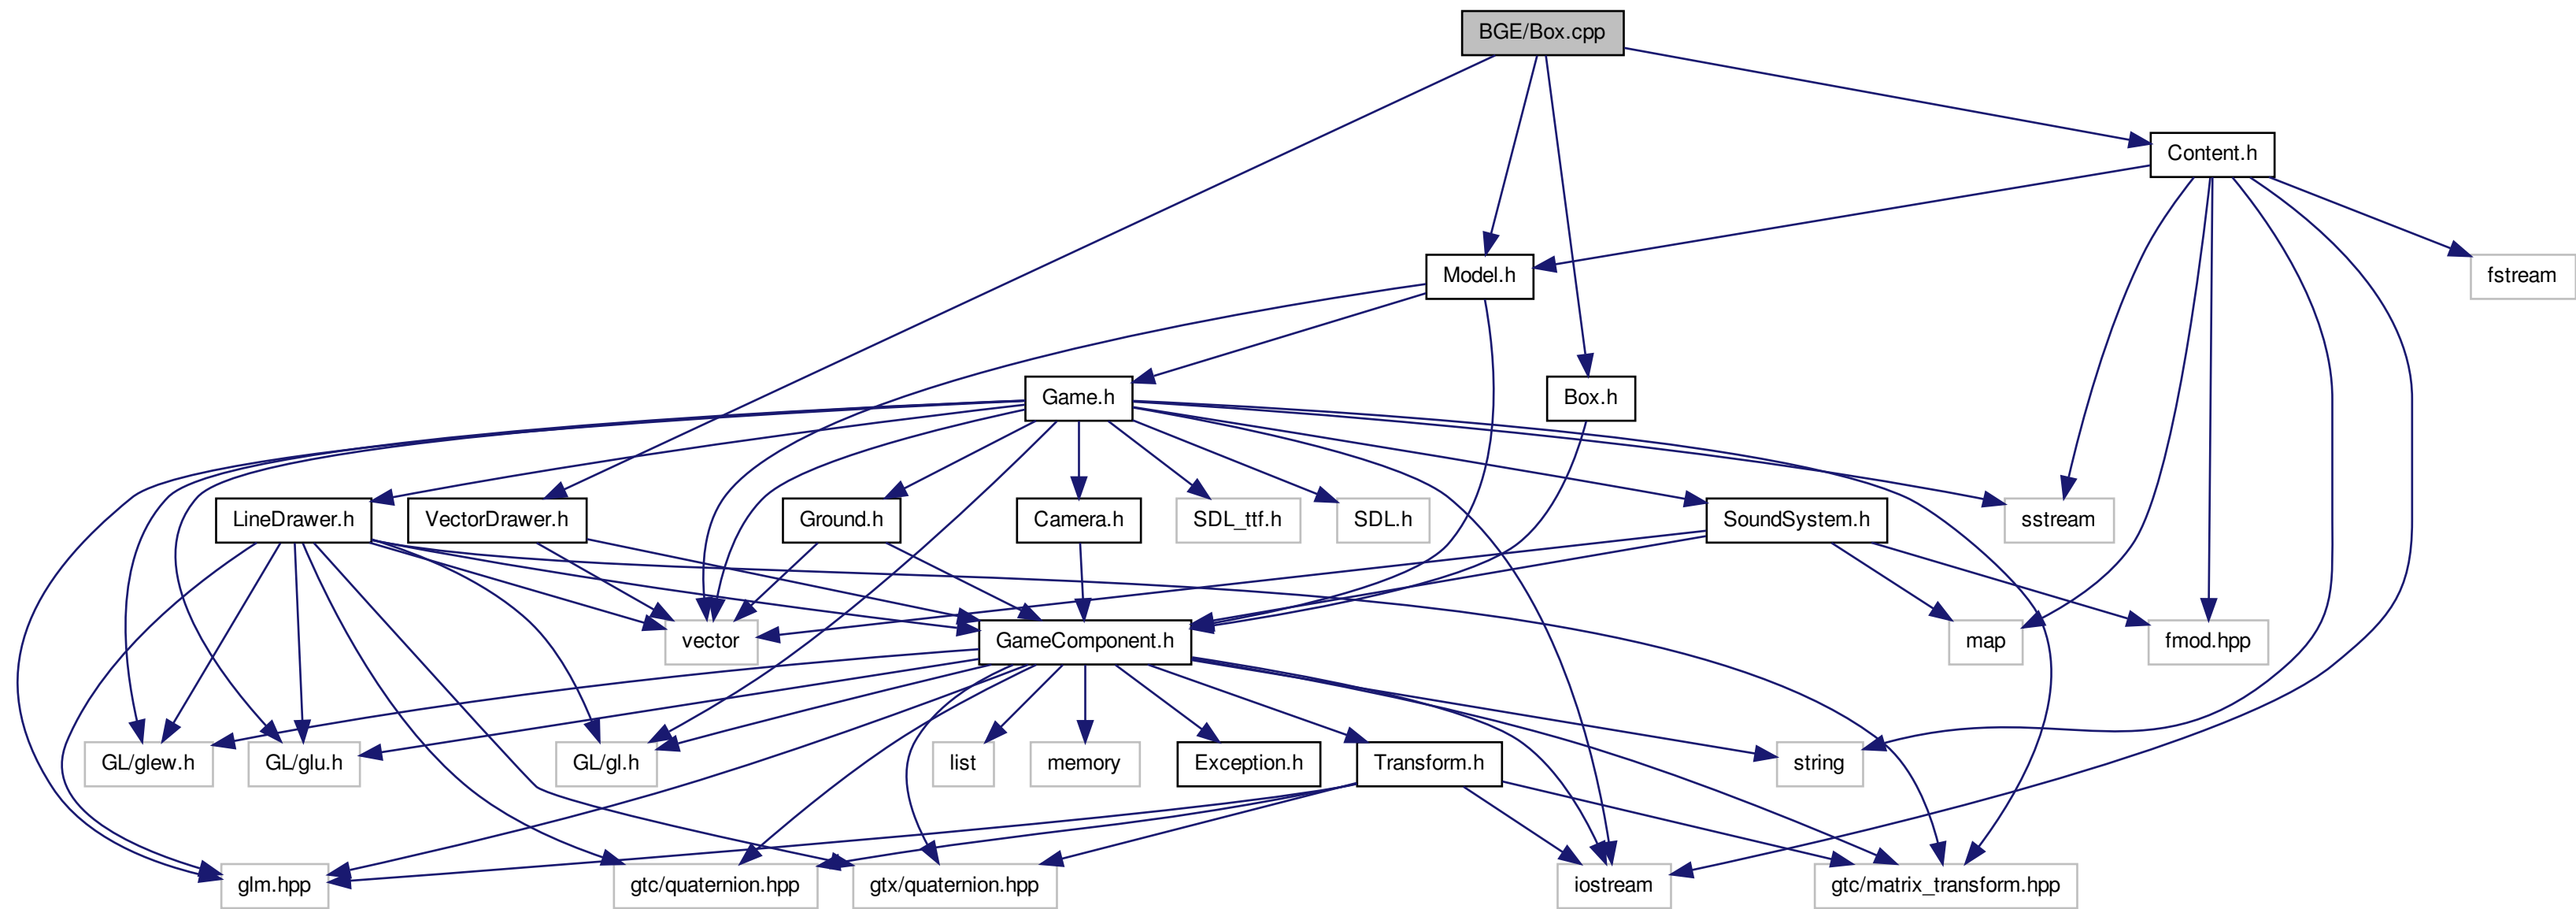 BGE/Box.cpp
Content.h
Model.h
fstream
Game.h
Box.h
LineDrawer.h
VectorDrawer.h
Ground.h
Camera.h
SDL_ttf.h
SDL.h
SoundSystem.h
sstream
vector
GameComponent.h
map
fmod.hpp
GL/glew.h
GL/glu.h
GL/gl.h
list
memory
Exception.h
Transform.h
string
glm.hpp
gtc/quaternion.hpp
gtx/quaternion.hpp
iostream
gtc/matrix_transform.hpp